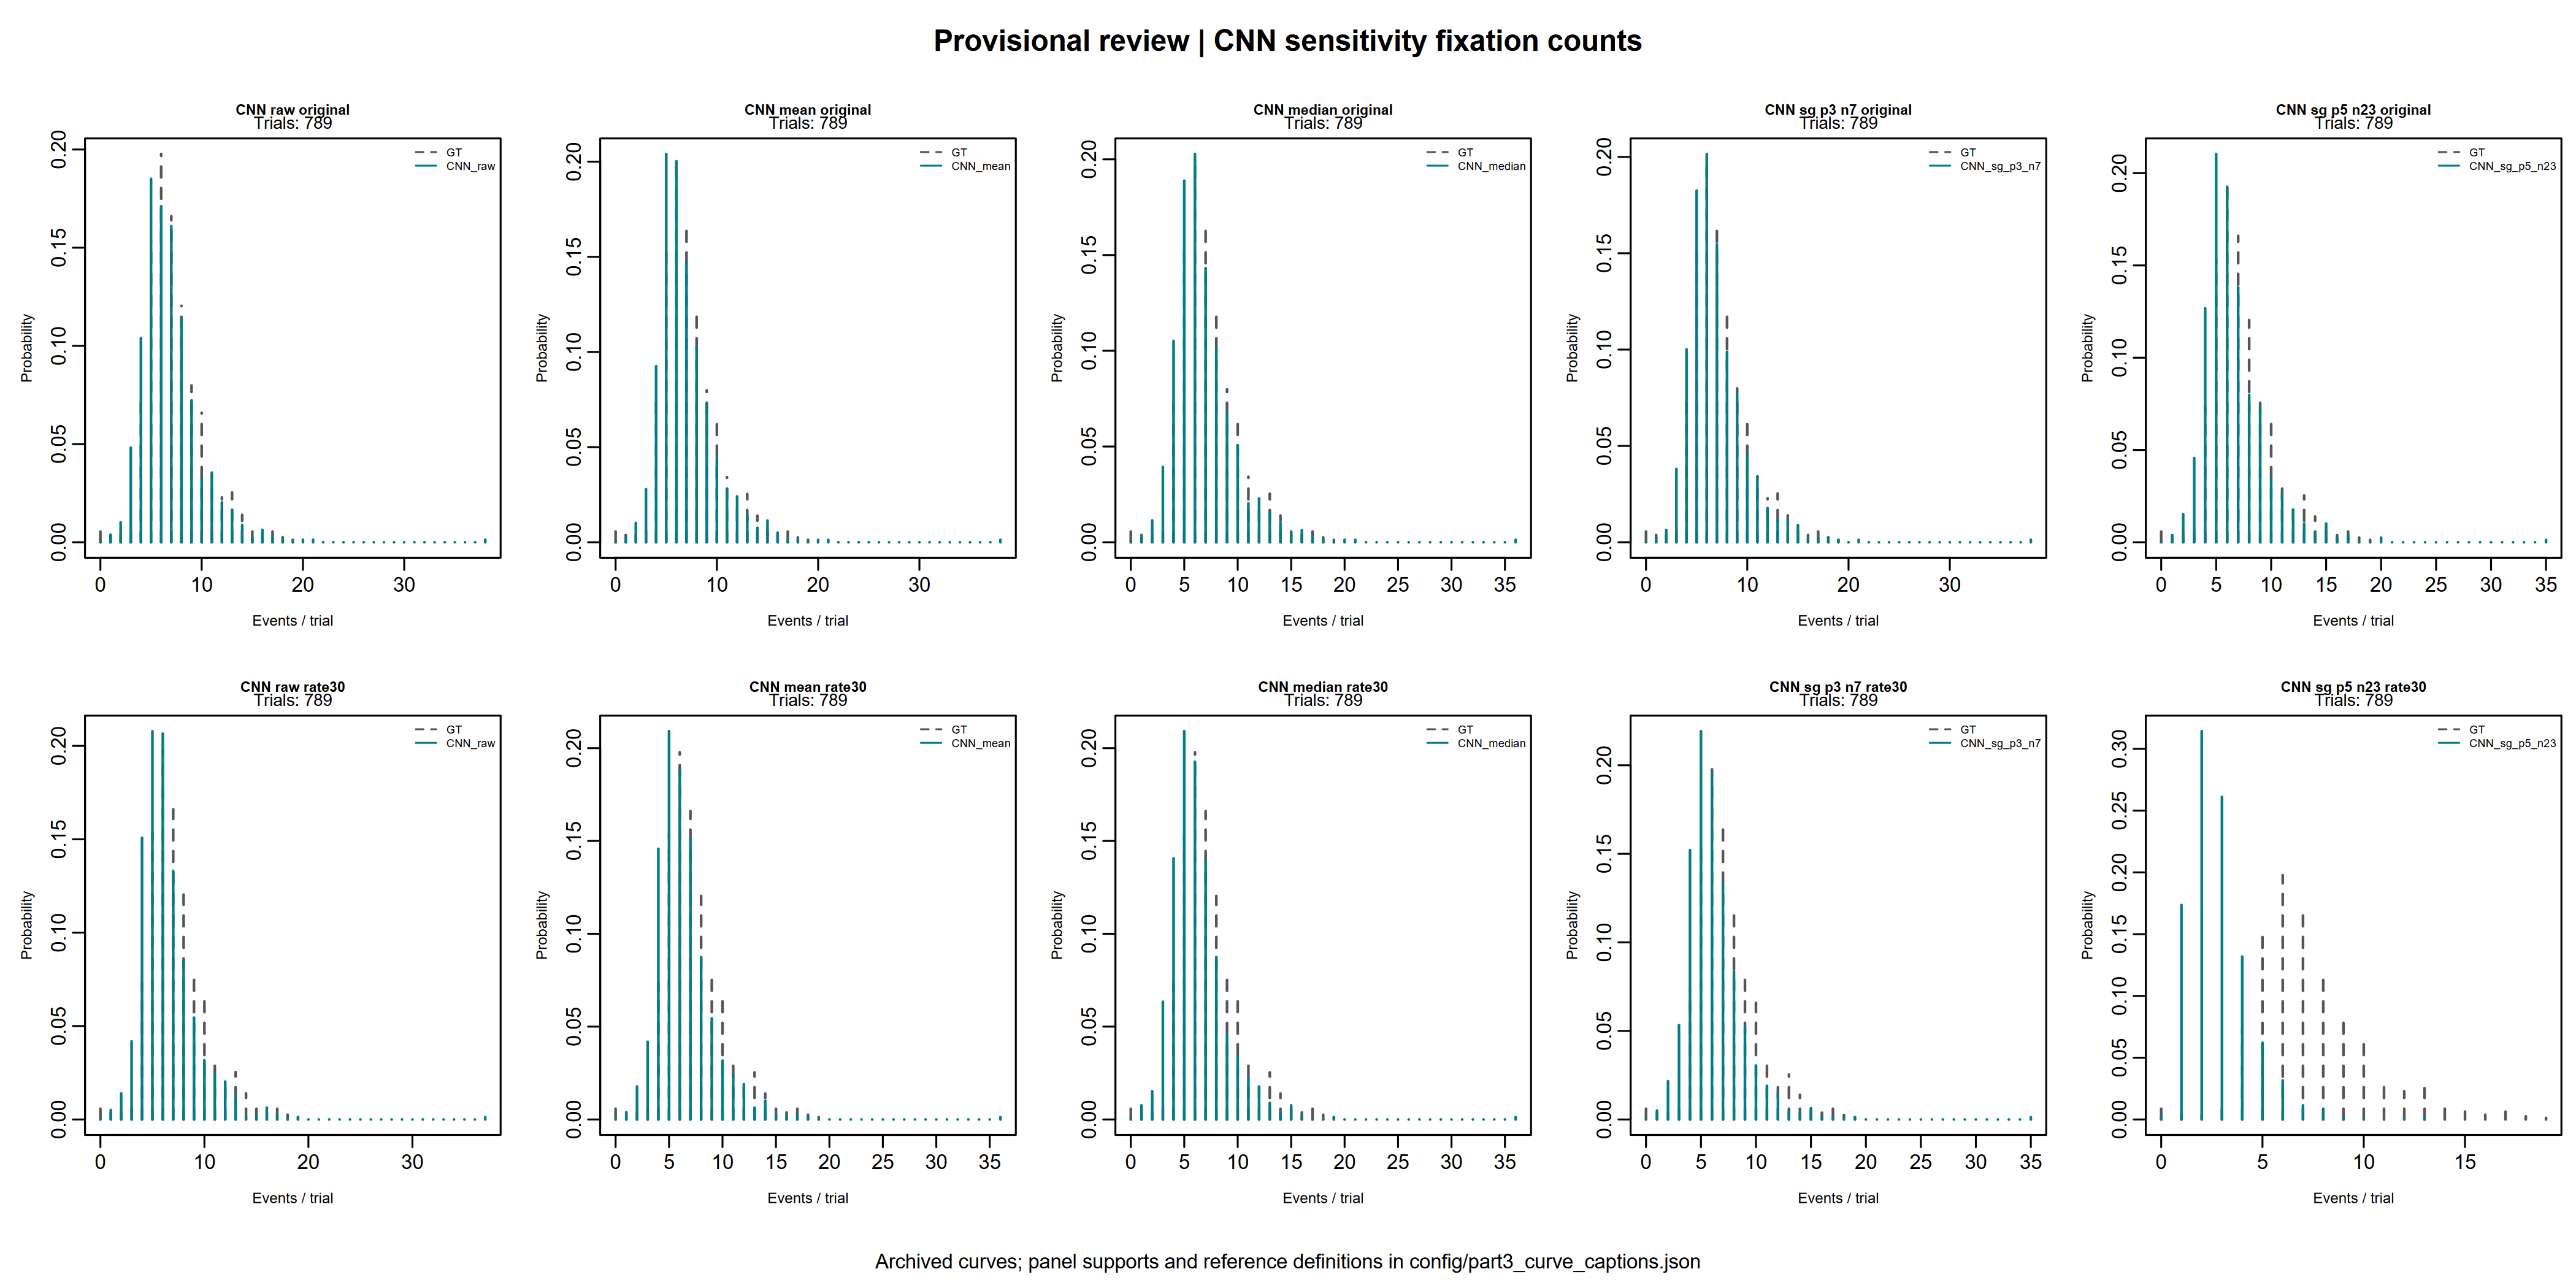 Provisional review | CNN sensitivity fixation counts
CNN raw original
Trials: 789
GT
CNN_raw
Probability
0.00 0.05 0.10 0.15 0.20
0 10 20 30
Events / trial
CNN mean original
Trials: 789
GT
CNN_mean
Probability
0.00 0.05 0.10 0.15 0.20
0 10 20 30
Events / trial
CNN median original
Trials: 789
GT
CNN_median
Probability
0.00 0.05 0.10 0.15 0.20
0 5 10 15 20 25 30 35
Events / trial
CNN sg p3 n7 original
Trials: 789
GT
CNN_sg_p3_n7
Probability
0.00 0.05 0.10 0.15 0.20
0 10 20 30
Events / trial
CNN sg p5 n23 original
Trials: 789
GT
CNN_sg_p5_n23
Probability
0.00 0.05 0.10 0.15 0.20
0 5 10 15 20 25 30 35
Events / trial
CNN raw rate30
Trials: 789
GT
CNN_raw
Probability
0.00 0.05 0.10 0.15 0.20
0 10 20 30
Events / trial
CNN mean rate30
Trials: 789
GT
CNN_mean
Probability
0.00 0.05 0.10 0.15 0.20
0 5 10 15 20 25 30 35
Events / trial
CNN median rate30
Trials: 789
GT
CNN_median
Probability
0.00 0.05 0.10 0.15 0.20
0 5 10 15 20 25 30 35
Events / trial
CNN sg p3 n7 rate30
Trials: 789
GT
CNN_sg_p3_n7
Probability
0.00 0.05 0.10 0.15 0.20
0 5 10 15 20 25 30 35
Events / trial
CNN sg p5 n23 rate30
Trials: 789
GT
CNN_sg_p5_n23
Probability
0.00 0.05 0.10 0.15 0.20 0.25 0.30
0 5 10 15
Events / trial
Archived curves; panel supports and reference definitions in config/part3_curve_captions.json